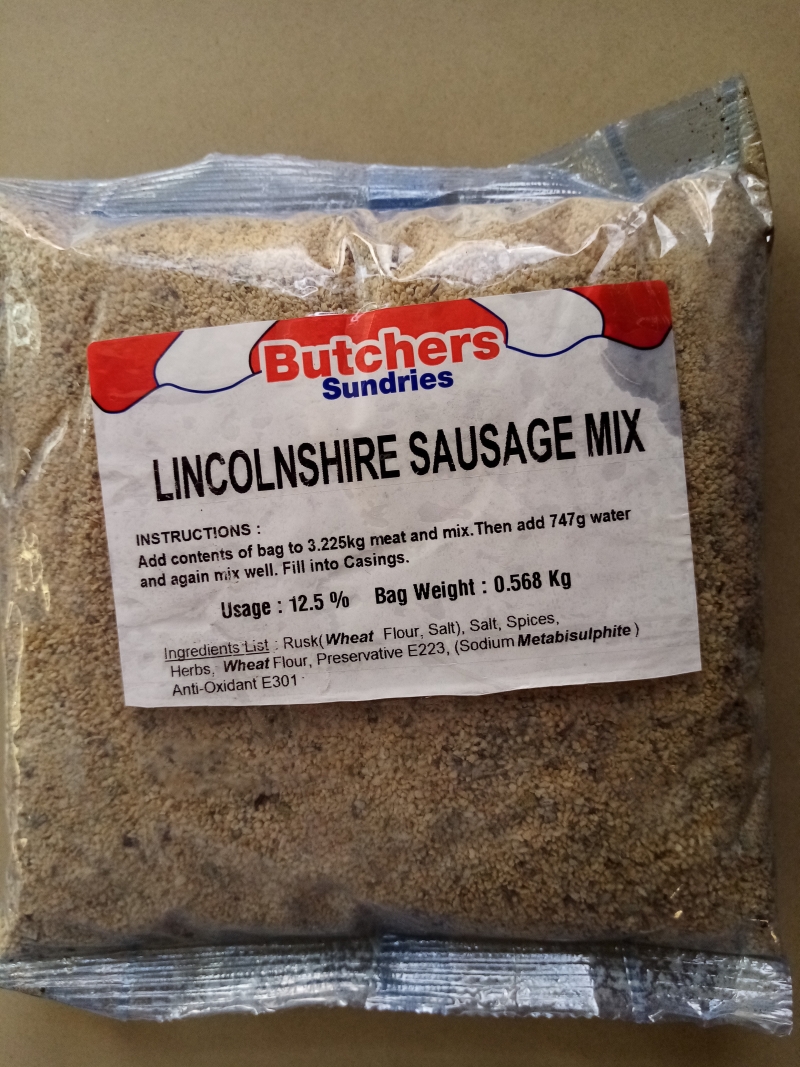 Butchers
Sundries
LINCOLNSHIRE SAUSAGE MIX
INSTRUCTIONS :
Add contents of bag to 3.225kg meat and mix.Then add 747g water
and again mix well. Fill into Casings.
Usage : 12.5 % Bag Weight : 0.568 Kg
Ingredients List : Rusk(Wheat Flour, Salt), Salt, Spices,
Herbs, Wheat Flour, Preservative E223, (Sodium Metabisulphite)
Anti-Oxidant E301